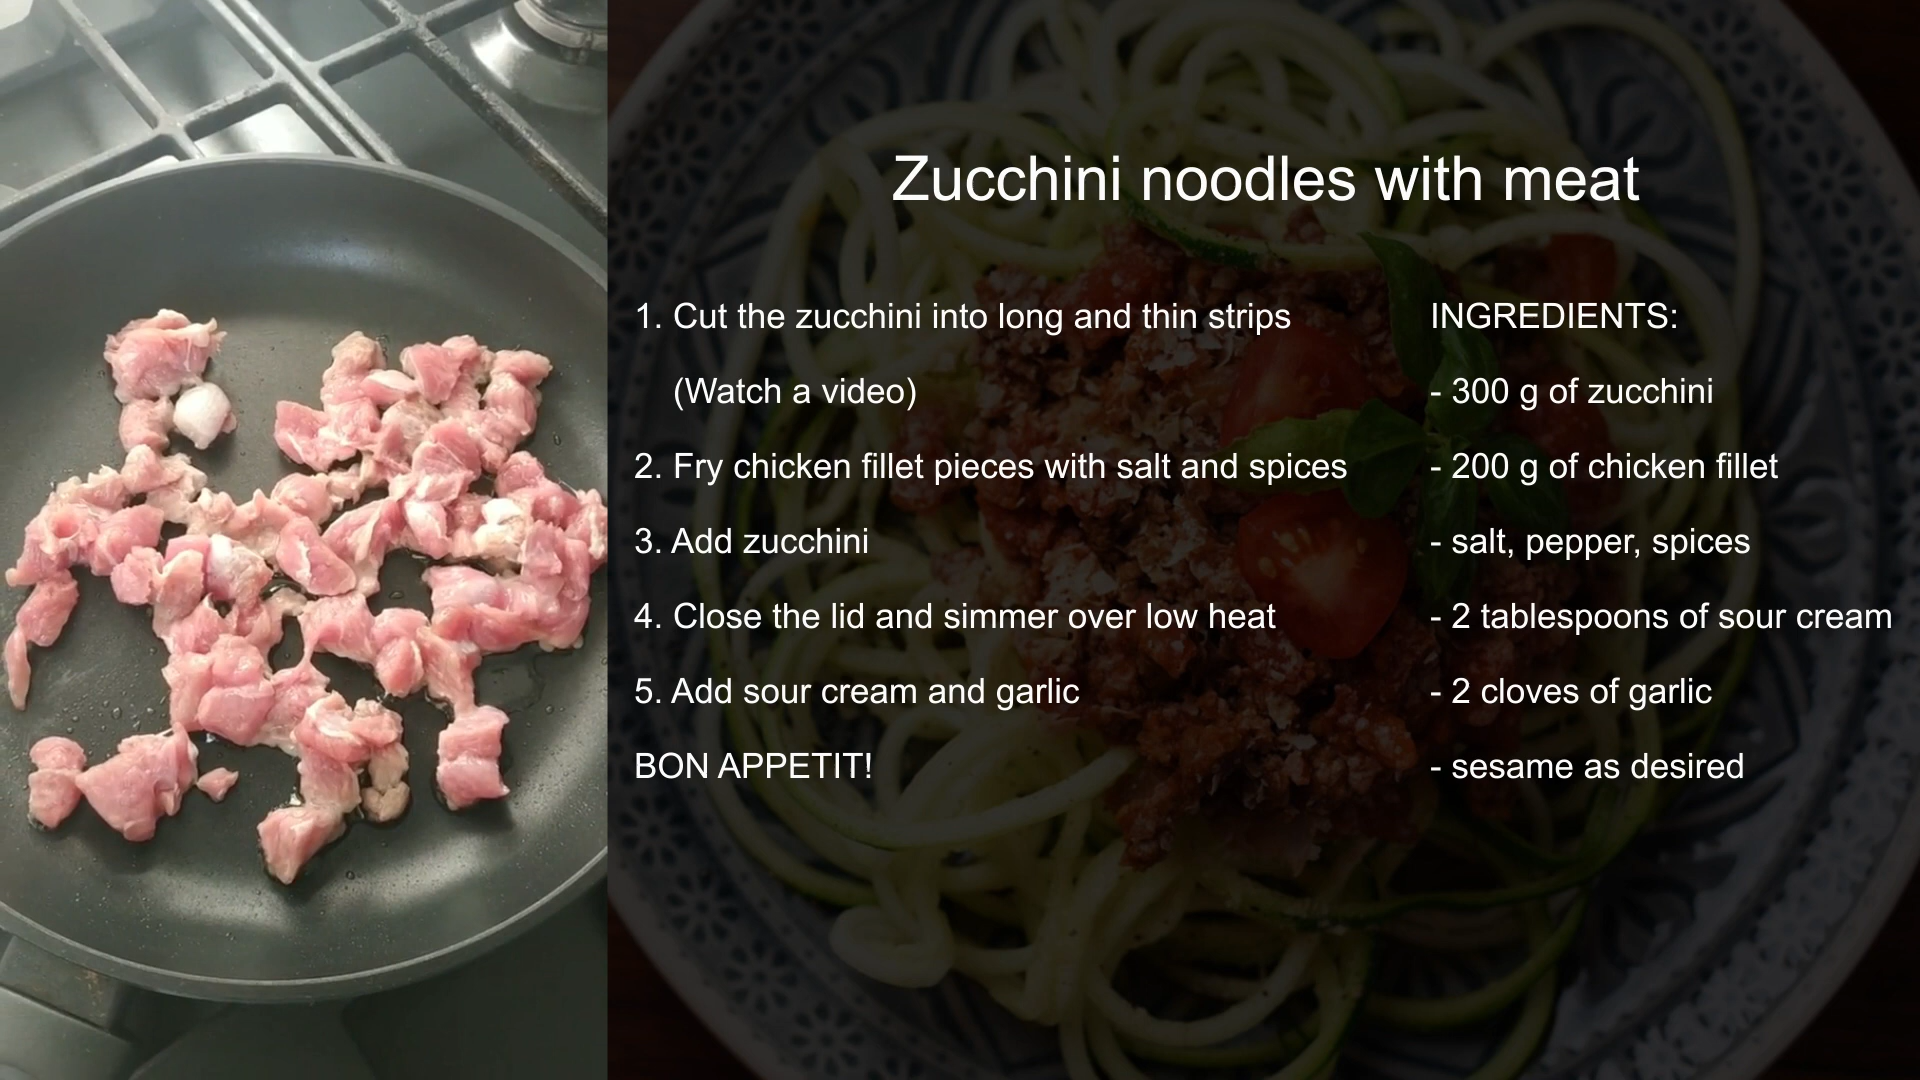 Zucchini noodles with meat
1. Cut the zucchini into long and thin strips
(Watch a video)
2. Fry chicken fillet pieces with salt and spices
3. Add zucchini
4. Close the lid and simmer over low heat
5. Add sour cream and garlic
BON APPETIT!
INGREDIENTS:
- 300 g of zucchini
- 200 g of chicken fillet
- salt, pepper, spices
- 2 tablespoons of sour cream
- 2 cloves of garlic
- sesame as desired